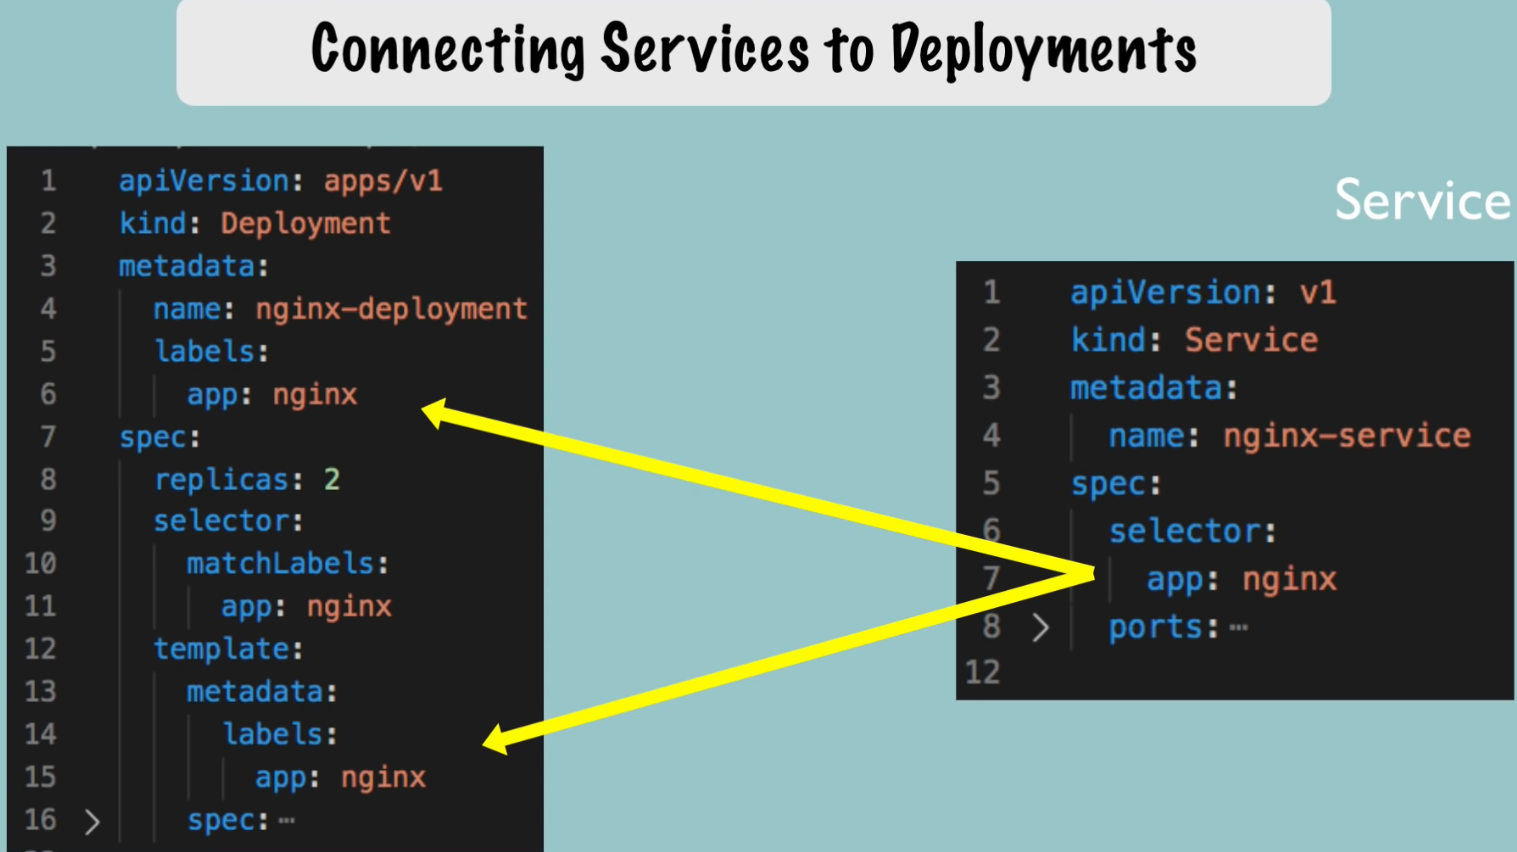 Connecting Services to Deployments
1 apiVersion: apps/v1
2 kind: Deployment
3 metadata:
4 name: nginx-deployment
5 labels:
6 app: nginx
7 spec:
8 replicas: 2
9 selector:
10 matchLabels:
11 app: nginx
12 template:
13 metadata:
14 labels:
15 app: nginx
16 > spec:⋯
Service
1 apiVersion: v1
2 kind: Service
3 metadata:
4 name: nginx-service
5 spec:
6 selector:
7 app: nginx
8 > ports:⋯
12